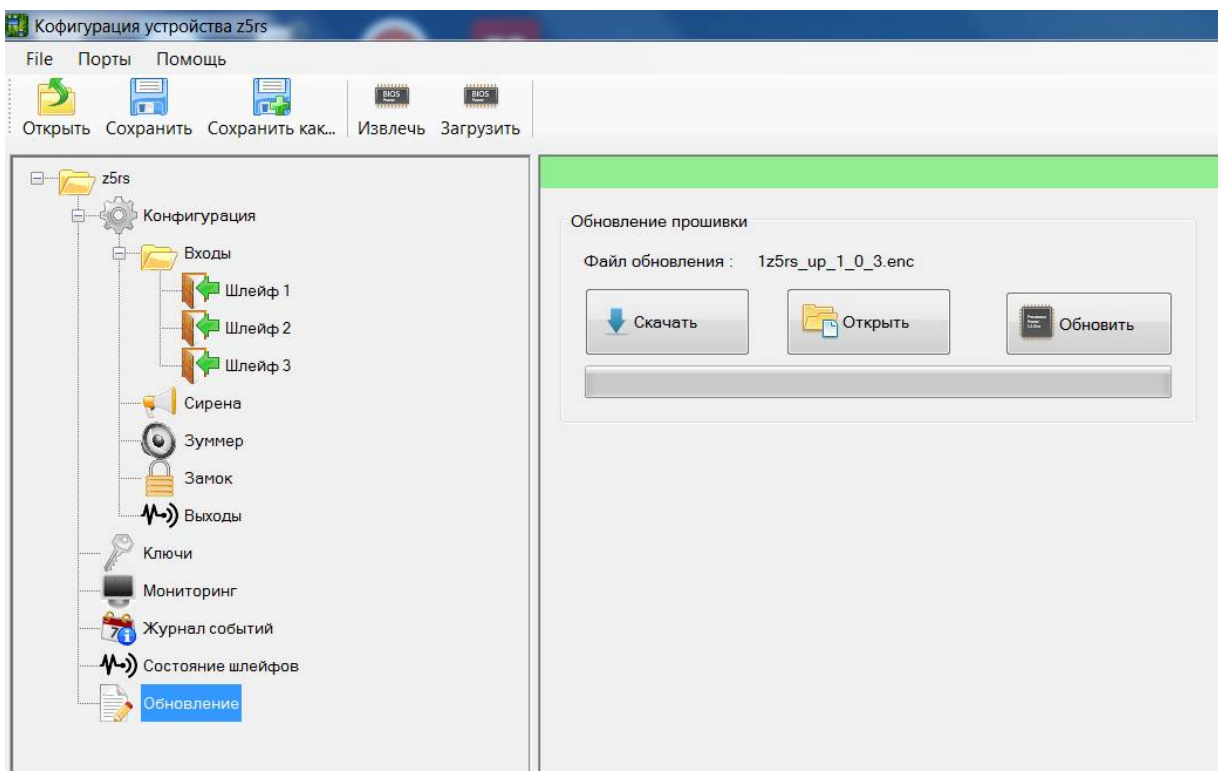 Кофигурация устройства z5rs
File Порты Помощь
Открыть Сохранить Сохранить как... Извлечь Загрузить
z5rs
Конфигурация
Входы
Шлейф 1
Шлейф 2
Шлейф 3
Сирена
Зуммер
Замок
Выходы
Ключи
Мониторинг
Журнал событий
Состояние шлейфов
Обновление
Обновление прошивки
Файл обновления : 1z5rs_up_1_0_3.enc
Скачать Открыть Обновить